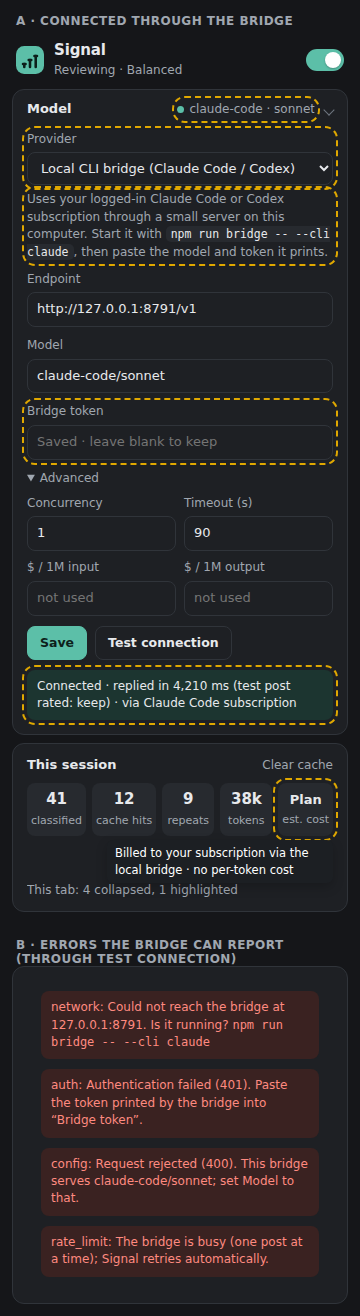 A · CONNECTED THROUGH THE BRIDGE
Signal
Reviewing · Balanced
Model
claude-code · sonnet
Provider
Local CLI bridge (Claude Code / Codex)
Uses your logged-in Claude Code or Codex
subscription through a small server on this
computer. Start it with npm run bridge -- --cli
claude , then paste the model and token it prints.
Endpoint
http://127.0.0.1:8791/v1
Model
claude-code/sonnet
Bridge token
Saved · leave blank to keep
▼ Advanced
Concurrency
Timeout (s)
1
90
$ / 1M input
$ / 1M output
not used
not used
Save
Test connection
Connected · replied in 4,210 ms (test post
rated: keep) · via Claude Code subscription
This session
Clear cache
41
12
9
38k
Plan
classified
cache hits
repeats
tokens
est. cost
Billed to your subscription via the
local bridge · no per-token cost
This tab: 4 collapsed, 1 highlighted
B · ERRORS THE BRIDGE CAN REPORT
(THROUGH TEST CONNECTION)
network: Could not reach the bridge at
127.0.0.1:8791. Is it running? npm run
bridge -- --cli claude
auth: Authentication failed (401). Paste
the token printed by the bridge into
“Bridge token”.
config: Request rejected (400). This bridge
serves claude-code/sonnet; set Model to
that.
rate_limit: The bridge is busy (one post at
a time); Signal retries automatically.